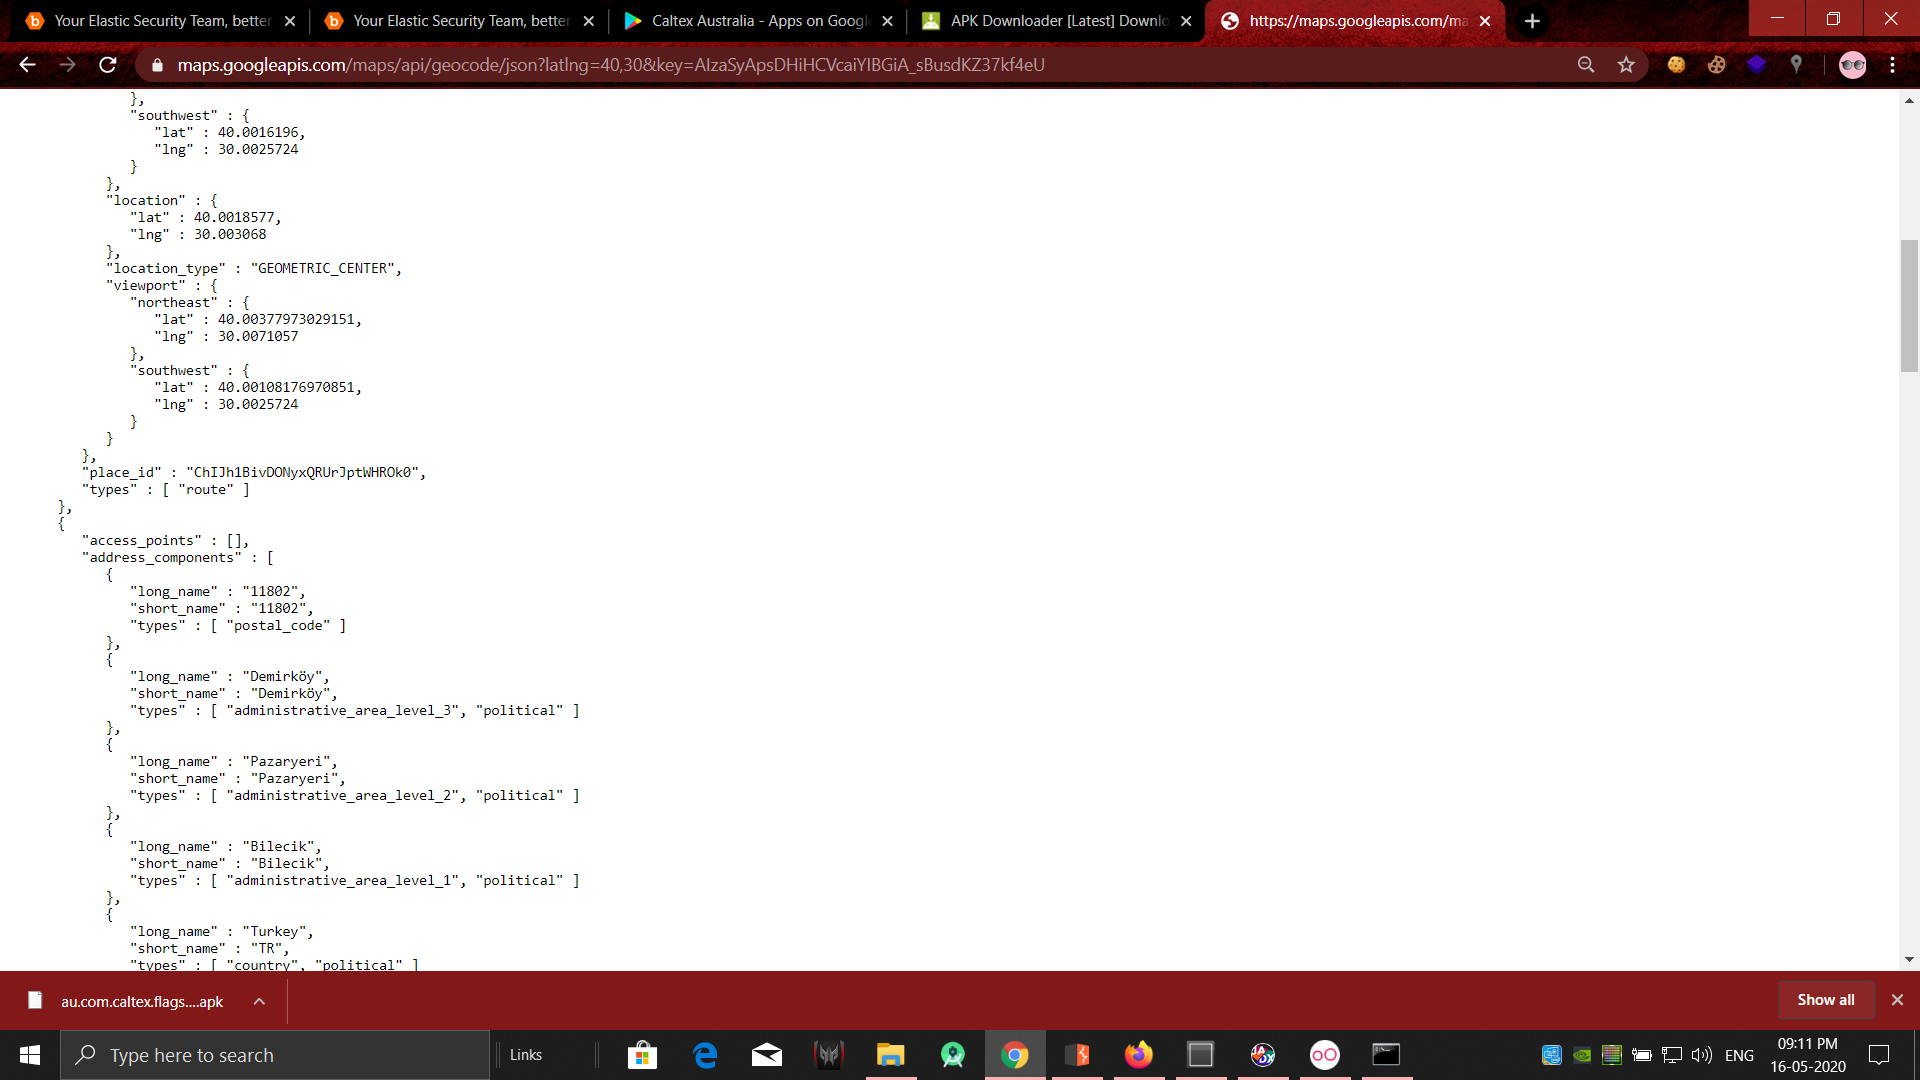 Your Elastic Security Team, better
Your Elastic Security Team, better
Caltex Australia - Apps on Googl
APK Downloader [Latest] Downlo
https://maps.googleapis.com/ma
maps.googleapis.com/maps/api/geocode/json?latlng=40,30&key=AIzaSyApsDHiHCVcaiYIBGiA_sBusdKZ37kf4eU
},
"southwest" : {
"lat" : 40.0016196,
"lng" : 30.0025724
}
},
"location" : {
"lat" : 40.0018577,
"lng" : 30.003068
},
"location_type" : "GEOMETRIC_CENTER",
"viewport" : {
"northeast" : {
"lat" : 40.00377973029151,
"lng" : 30.0071057
},
"southwest" : {
"lat" : 40.00108176970851,
"lng" : 30.0025724
}
}
},
"place_id" : "ChIJh1BivDONyxQRUrJptWHROk0",
"types" : [ "route" ]
},
{
"access_points" : [],
"address_components" : [
{
"long_name" : "11802",
"short_name" : "11802",
"types" : [ "postal_code" ]
},
{
"long_name" : "Demirköy",
"short_name" : "Demirköy",
"types" : [ "administrative_area_level_3", "political" ]
},
{
"long_name" : "Pazaryeri",
"short_name" : "Pazaryeri",
"types" : [ "administrative_area_level_2", "political" ]
},
{
"long_name" : "Bilecik",
"short_name" : "Bilecik",
"types" : [ "administrative_area_level_1", "political" ]
},
{
"long_name" : "Turkey",
"short_name" : "TR",
"types" : [ "country", "political" ]
au.com.caltex.flags....apk
Show all
Type here to search
Links
ENG
09:11 PM
16-05-2020